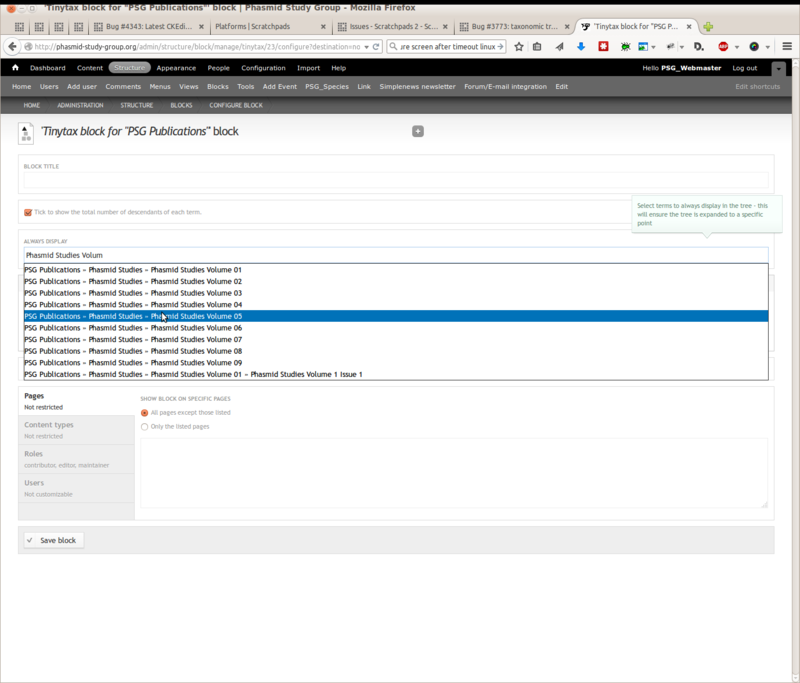 'Tinytax block for "PSG Publications"' block | Phasmid Study Group - Mozilla Firefox
Bug #4343: Latest CKEdi...
Platforms | Scratchpads
Issues - Scratchpads 2 - Sc...
Bug #3773: taxonomic tr...
'Tinytax block for "PSG P...
http://phasmid-study-group.org/admin/structure/block/manage/tinytax/23/configure?destination=no
are screen after timeout linux
Dashboard Content Structure Appearance People Configuration Import Help
Hello PSG_Webmaster Log out
Home Users Add user Comments Menus Views Blocks Tools Add Event PSG_Species Link Simplenews newsletter Forum/E-mail integration Edit
Edit shortcuts
HOME ADMINISTRATION STRUCTURE BLOCKS CONFIGURE BLOCK
'Tinytax block for "PSG Publications"' block
BLOCK TITLE
Tick to show the total number of descendants of each term.
Select terms to always display in the tree - this
will ensure the tree is expanded to a specific
point
ALWAYS DISPLAY
Phasmid Studies Volum
PSG Publications » Phasmid Studies » Phasmid Studies Volume 01
PSG Publications » Phasmid Studies » Phasmid Studies Volume 02
PSG Publications » Phasmid Studies » Phasmid Studies Volume 03
PSG Publications » Phasmid Studies » Phasmid Studies Volume 04
PSG Publications » Phasmid Studies » Phasmid Studies Volume 05
PSG Publications » Phasmid Studies » Phasmid Studies Volume 06
PSG Publications » Phasmid Studies » Phasmid Studies Volume 07
PSG Publications » Phasmid Studies » Phasmid Studies Volume 08
PSG Publications » Phasmid Studies » Phasmid Studies Volume 09
PSG Publications » Phasmid Studies » Phasmid Studies Volume 01 » Phasmid Studies Volume 1 Issue 1
Pages
Not restricted
Content types
Not restricted
Roles
contributor, editor, maintainer
Users
Not customizable
SHOW BLOCK ON SPECIFIC PAGES
All pages except those listed
Only the listed pages
Save block